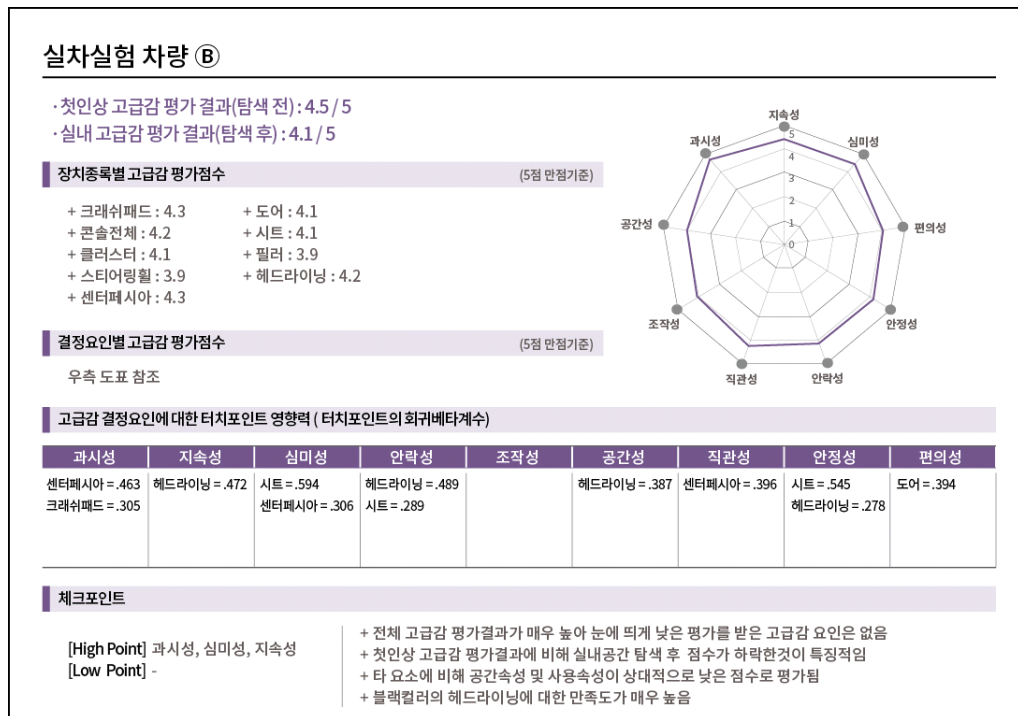 실차실험 차량 Ⓑ
·첫인상 고급감 평가 결과(탐색 전) : 4.5 / 5
·실내 고급감 평가 결과(탐색 후) : 4.1 / 5
장치종록별 고급감 평가점수 (5점 만점기준)
+ 크래쉬패드 : 4.3
+ 콘솔전체 : 4.2
+ 클러스터 : 4.1
+ 스티어링휠 : 3.9
+ 센터페시아 : 4.3
+ 도어 : 4.1
+ 시트 : 4.1
+ 필러 : 3.9
+ 헤드라이닝 : 4.2
결정요인별 고급감 평가점수 (5점 만점기준)
우측 도표 참조
지속성
심미성
편의성
안정성
안락성
직관성
조작성
공간성
과시성
5
4
3
2
1
0
고급감 결정요인에 대한 터치포인트 영향력 ( 터치포인트의 회귀베타계수)
과시성 지속성 심미성 안락성 조작성 공간성 직관성 안정성 편의성
센터페시아 = .463 헤드라이닝 = .472 시트 = .594 헤드라이닝 = .489 헤드라이닝 = .387 센터페시아 = .396 시트 = .545 도어 = .394
크래쉬패드 = .305 센터페시아 = .306 시트 = .289 헤드라이닝 = .278
체크포인트
[High Point] 과시성, 심미성, 지속성
[Low Point] -
+ 전체 고급감 평가결과가 매우 높아 눈에 띄게 낮은 평가를 받은 고급감 요인은 없음
+ 첫인상 고급감 평가결과에 비해 실내공간 탐색 후 점수가 하락한것이 특징적임
+ 타 요소에 비해 공간속성 및 사용속성이 상대적으로 낮은 점수로 평가됨
+ 블랙컬러의 헤드라이닝에 대한 만족도가 매우 높음